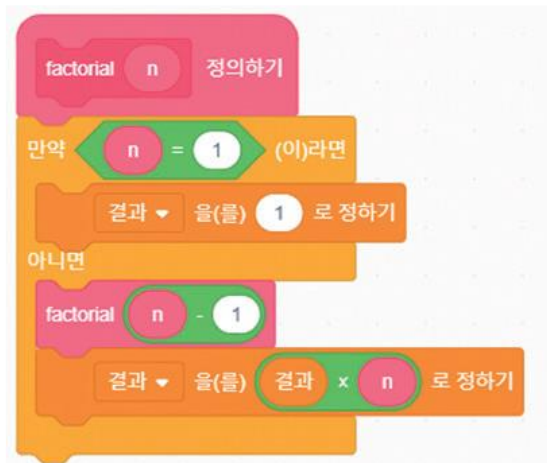 factorial n 정의하기
만약 n = 1 (이)라면
결과 을(를) 1 로 정하기
아니면
factorial n - 1
결과 을(를) 결과 x n 로 정하기